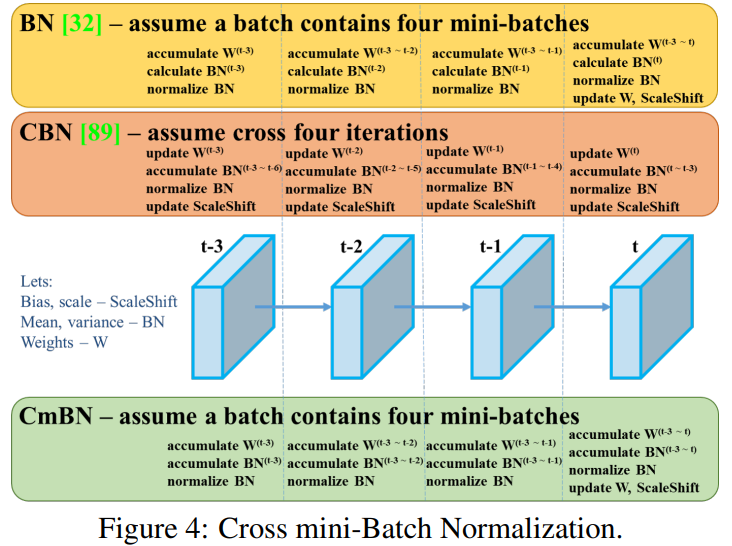 BN [32] – assume a batch contains four mini-batches
accumulate W(t-3) accumulate W(t-3 ~ t-2) accumulate W(t-3 ~ t-1) accumulate W(t-3 ~ t)
calculate BN(t-3) calculate BN(t-2) calculate BN(t-1) calculate BN(t)
normalize BN normalize BN normalize BN normalize BN
update W, ScaleShift
CBN [89] – assume cross four iterations
update W(t-3) update W(t-2) update W(t-1) update W(t)
accumulate BN(t-3 ~ t-6) accumulate BN(t-2 ~ t-5) accumulate BN(t-1 ~ t-4) accumulate BN(t ~ t-3)
normalize BN normalize BN normalize BN normalize BN
update ScaleShift update ScaleShift update ScaleShift update ScaleShift
t-3 t-2 t-1 t
Lets:
Bias, scale – ScaleShift
Mean, variance – BN
Weights – W
CmBN – assume a batch contains four mini-batches
accumulate W(t-3) accumulate W(t-3 ~ t-2) accumulate W(t-3 ~ t-1) accumulate W(t-3 ~ t)
accumulate BN(t-3) accumulate BN(t-3 ~ t-2) accumulate BN(t-3 ~ t-1) accumulate BN(t-3 ~ t)
normalize BN normalize BN normalize BN normalize BN
update W, ScaleShift
Figure 4: Cross mini-Batch Normalization.